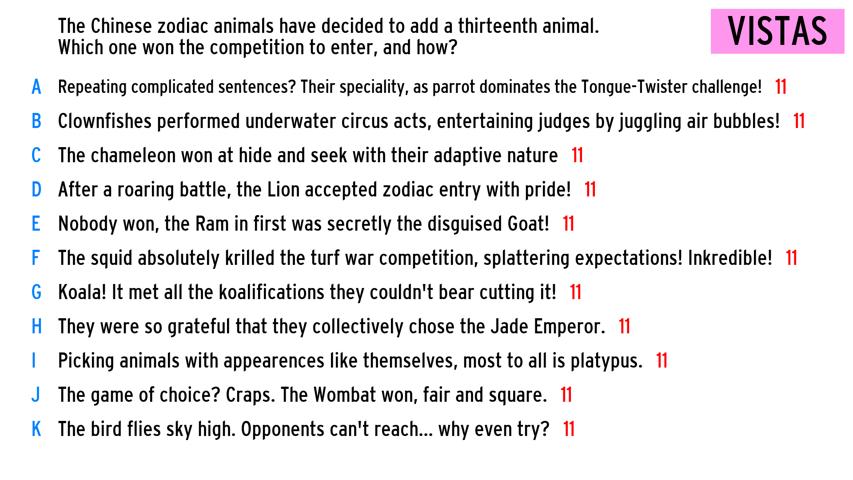 The Chinese zodiac animals have decided to add a thirteenth animal.
Which one won the competition to enter, and how?
VISTAS
A Repeating complicated sentences? Their speciality, as parrot dominates the Tongue-Twister challenge! 11
B Clownfishes performed underwater circus acts, entertaining judges by juggling air bubbles! 11
C The chameleon won at hide and seek with their adaptive nature 11
D After a roaring battle, the Lion accepted zodiac entry with pride! 11
E Nobody won, the Ram in first was secretly the disguised Goat! 11
F The squid absolutely krilled the turf war competition, splattering expectations! Inkredible! 11
G Koala! It met all the koalifications they couldn't bear cutting it! 11
H They were so grateful that they collectively chose the Jade Emperor. 11
I Picking animals with appearences like themselves, most to all is platypus. 11
J The game of choice? Craps. The Wombat won, fair and square. 11
K The bird flies sky high. Opponents can't reach... why even try? 11